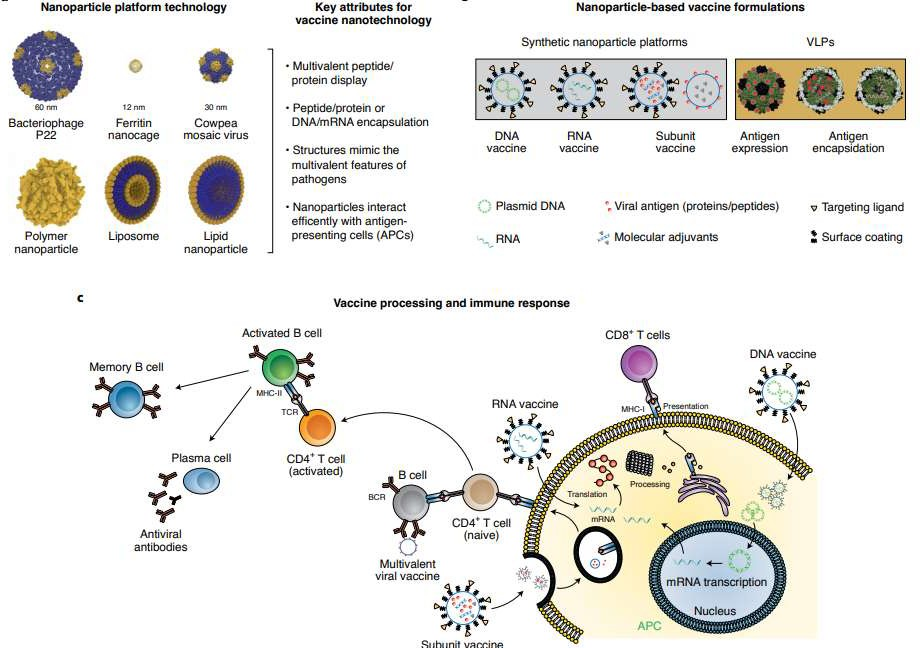 Nanoparticle platform technology
60 nm
12 nm
30 nm
Bacteriophage
P22
Ferritin
nanocage
Cowpea
mosaic virus
Polymer
nanoparticle
Liposome
Lipid
nanoparticle
Key attributes for
vaccine nanotechnology
• Multivalent peptide/
protein display
• Peptide/protein or
DNA/mRNA encapsulation
• Structures mimic the
multivalent features of
pathogens
• Nanoparticles interact
efficently with antigen-
presenting cells (APCs)
Nanoparticle-based vaccine formulations
Synthetic nanoparticle platforms
VLPs
DNA
vaccine
RNA
vaccine
Subunit
vaccine
Antigen
expression
Antigen
encapsidation
Plasmid DNA
Viral antigen (proteins/peptides)
Targeting ligand
RNA
Molecular adjuvants
Surface coating
c
Vaccine processing and immune response
Activated B cell
Memory B cell
MHC-II
TCR
CD4+ T cell
(activated)
Plasma cell
Antiviral
antibodies
B cell
BCR
CD4+ T cell
(naive)
Multivalent
viral vaccine
Subunit vaccine
RNA vaccine
CD8+ T cells
MHC-I
Presentation
DNA vaccine
Processing
Translation
mRNA
mRNA transcription
Nucleus
APC